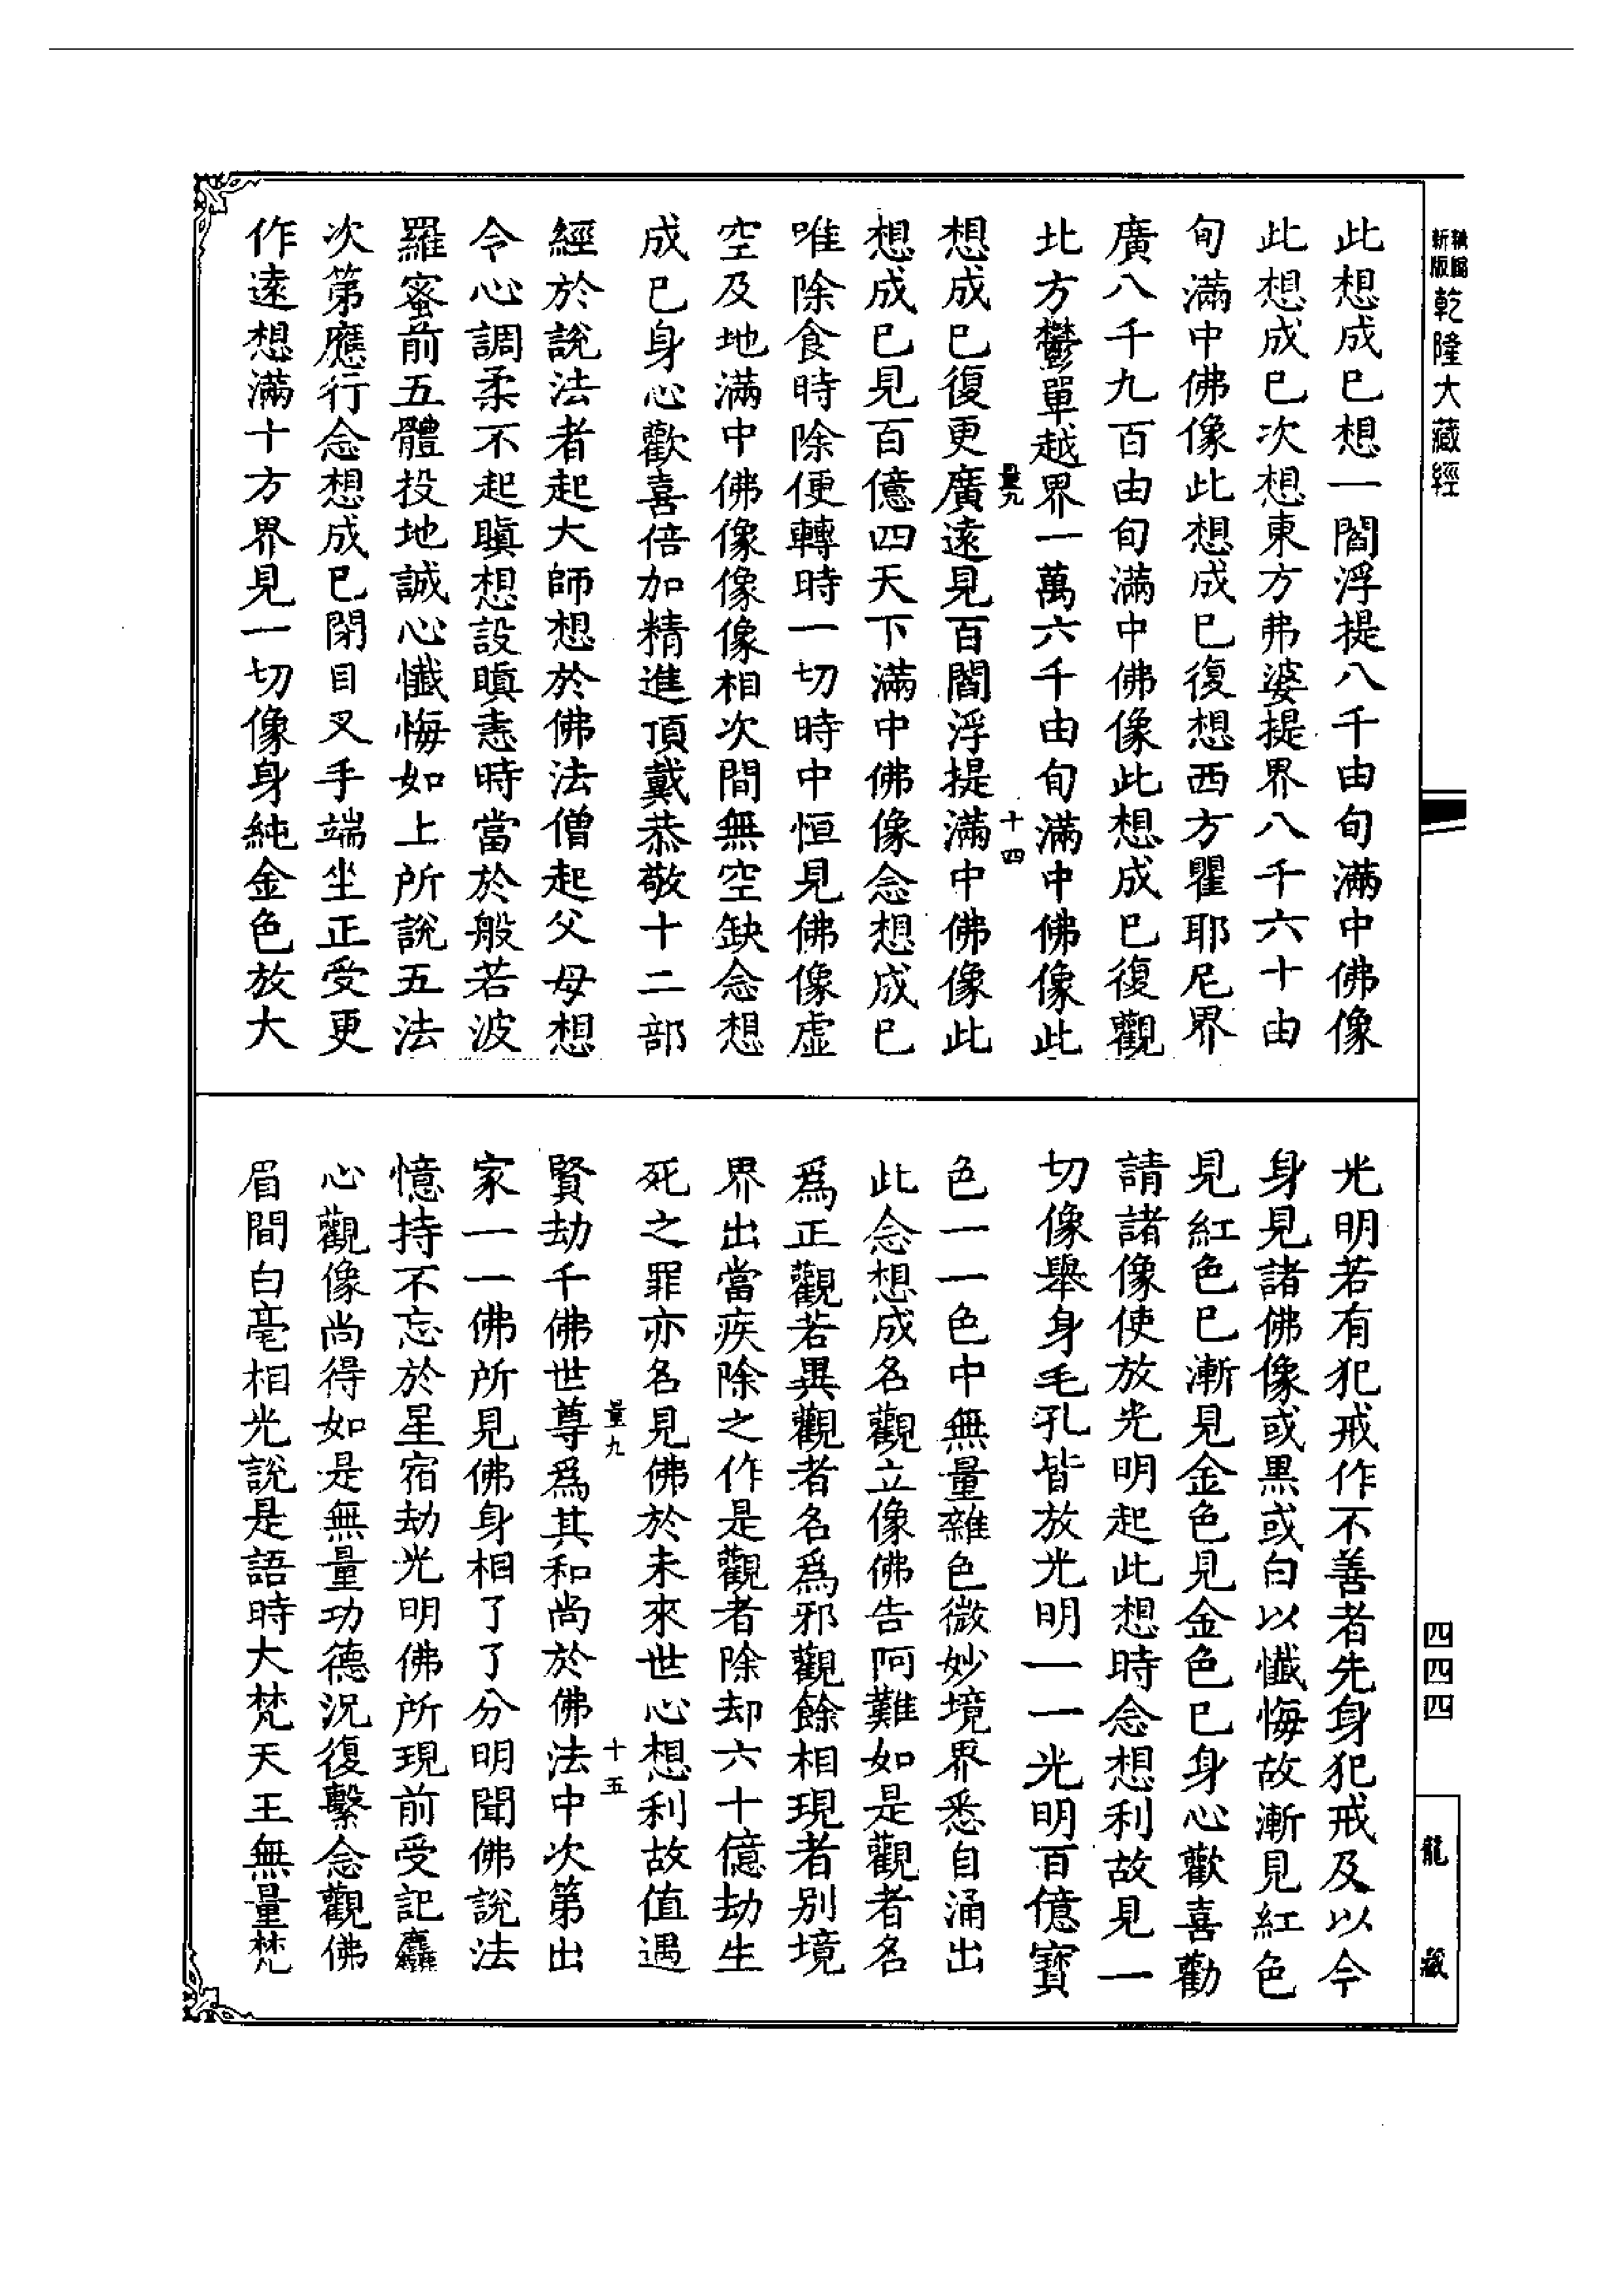 新版
精縮
乾隆大藏經
此想成已想一閻浮提八千由旬滿中佛像
此想成已次想東方弗婆提界八千六十由
旬滿中佛像此想成已復想西方瞿耶尼界
廣八千九百由旬滿中佛像此想成已復觀
北方鬱單越界一萬六千由旬滿中佛像此
量九
十四
想成已復更廣遠見百閻浮提滿中佛像此
想成已見百億四天下滿中佛像念想成已
唯除食時除便轉時一切時中恒見佛像虛
空及地滿中佛像像像相次間無空缺念想
成已身心歡喜倍加精進頂戴恭敬十二部
經於說法者起大師想於佛法僧起父母想
令心調柔不起瞋想設瞋恚時當於般若波
羅蜜前五體投地誠心懺悔如上所說五法
次第應行念想成已閉目叉手端坐正受更
作遠想滿十方界見一切像身純金色放大
光明若有犯戒作不善者先身犯戒及以今
身見諸佛像或黑或白以懺悔故漸見紅色
見紅色已漸見金色見金色已身心歡喜勸
請諸像使放光明起此想時念想利故見一
切像舉身毛孔皆放光明一一光明百億寶
色一一色中無量雜色微妙境界悉自涌出
此念想成名觀立像佛告阿難如是觀者名
爲正觀若異觀者名爲邪觀餘相現者別境
界出當疾除之作是觀者除却六十億劫生
死之罪亦名見佛於未來世心想利故值遇
量九
十五
賢劫千佛世尊爲其和尚於佛法中次第出
家一一佛所見佛身相了了分明聞佛說法
憶持不忘於星宿劫光明佛所現前受記麤
心觀像尚得如是無量功德況復繫念觀佛
眉間白毫相光說是語時大梵天王無量梵
四四四
龍藏